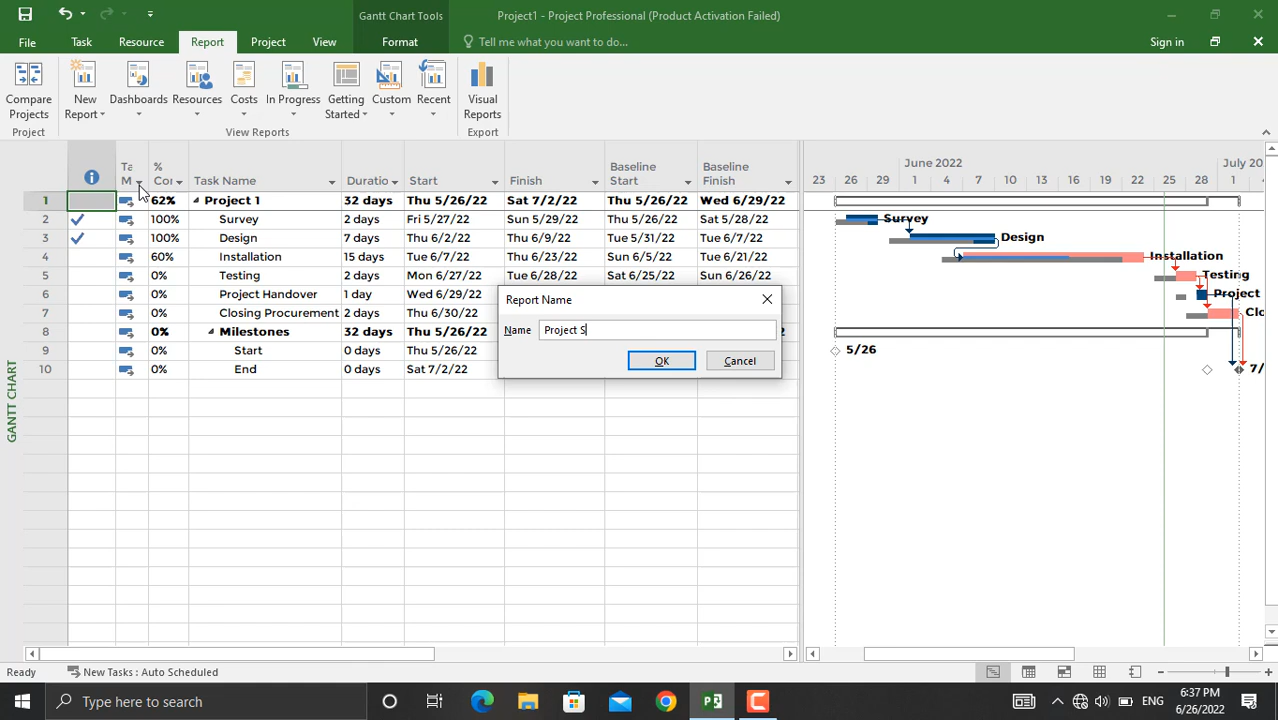 Gantt Chart Tools
Project1 - Project Professional (Product Activation Failed)
File Task Resource Report Project View Format Tell me what you want to do... Sign in
Compare Projects
New Report
Dashboards
Resources
Costs
In Progress
Getting Started
Custom
Recent
Visual Reports
Project View Reports Export
Ta M % Cor Task Name Duratio Start Finish Baseline Start Baseline Finish
June 2022 July 20
23 26 29 1 4 7 10 13 16 19 22 25 28 1
1 62% Project 1 32 days Thu 5/26/22 Sat 7/2/22 Thu 5/26/22 Wed 6/29/22
2 100% Survey 2 days Fri 5/27/22 Sun 5/29/22 Thu 5/26/22 Sat 5/28/22 Survey
3 100% Design 7 days Thu 6/2/22 Thu 6/9/22 Tue 5/31/22 Tue 6/7/22 Design
4 60% Installation 15 days Tue 6/7/22 Thu 6/23/22 Sun 6/5/22 Tue 6/21/22 Installation
5 0% Testing 2 days Mon 6/27/22 Tue 6/28/22 Sat 6/25/22 Sun 6/26/22 Testing
6 0% Project Handover 1 day Wed 6/29/22 Project
7 0% Closing Procurement 2 days Thu 6/30/22 Clo
8 0% Milestones 32 days Thu 5/26/22
9 0% Start 0 days Thu 5/26/22 5/26
10 0% End 0 days Sat 7/2/22 7/
Report Name
Name Project S
OK Cancel
GANTT CHART
Ready New Tasks : Auto Scheduled
Type here to search
ENG
6:37 PM
6/26/2022